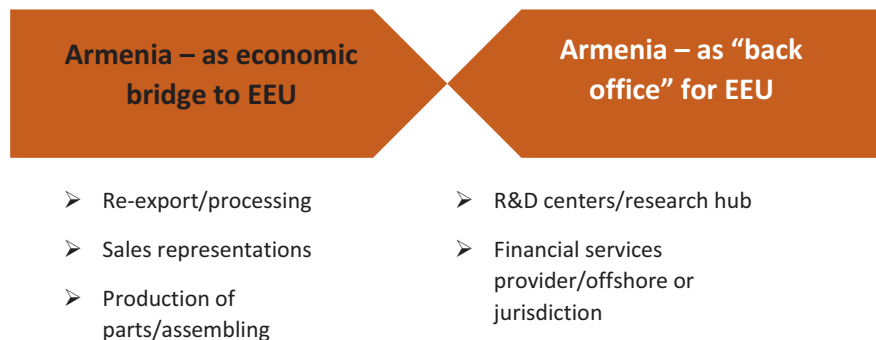 Armenia – as economic
bridge to EEU
➢ Re-export/processing
➢ Sales representations
➢ Production of
parts/assembling
Armenia – as “back
office” for EEU
➢ R&D centers/research hub
➢ Financial services
provider/offshore or
jurisdiction